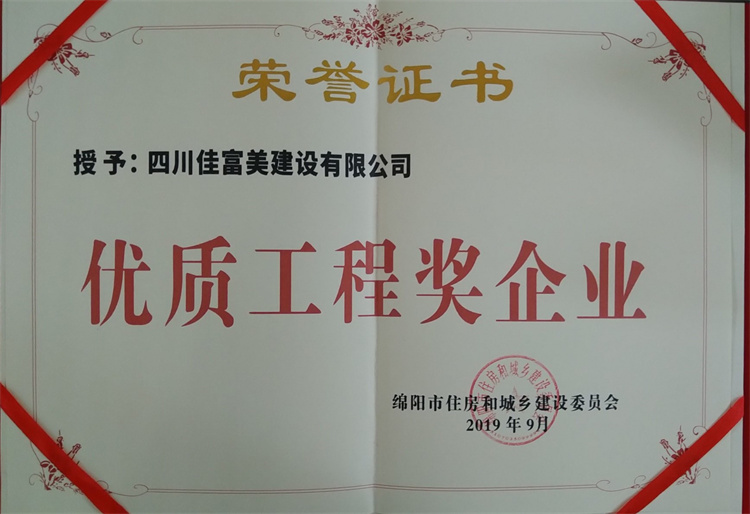 荣誉证书
授予：四川佳富美建设有限公司
优质工程奖企业
绵阳市住房和城乡建设委员会
2019年9月